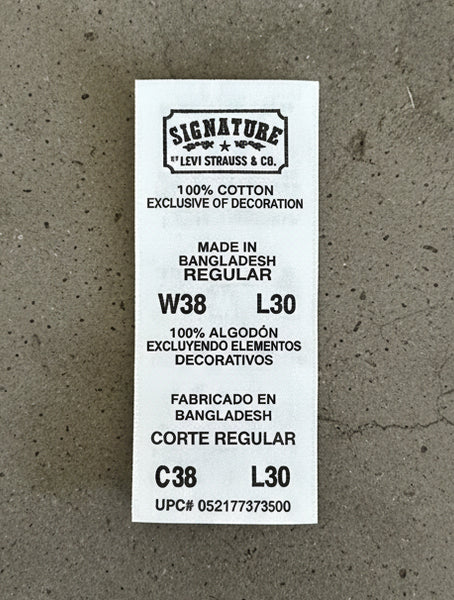 SIGNATURE
BY LEVI STRAUSS & CO.
100% COTTON
EXCLUSIVE OF DECORATION
MADE IN
BANGLADESH
REGULAR
W38 L30
100% ALGODÓN
EXCLUYENDO ELEMENTOS
DECORATIVOS
FABRICADO EN
BANGLADESH
CORTE REGULAR
C38 L30
UPC# 052177373500